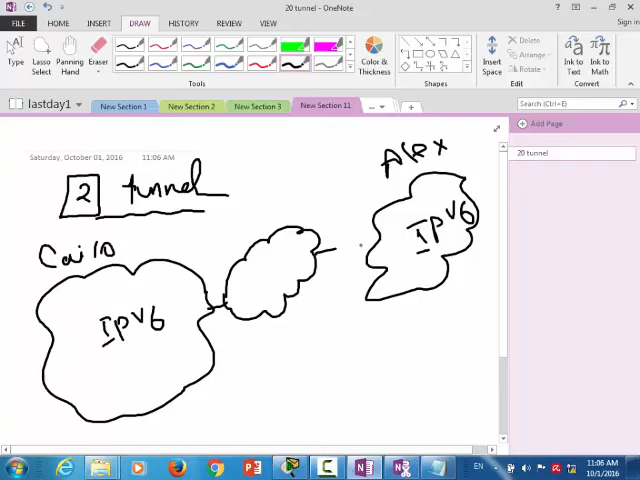 20 tunnel - OneNote
Sign in
FILE HOME INSERT DRAW HISTORY REVIEW VIEW
Type
Lasso Select
Panning Hand
Eraser
Color & Thickness
Insert Space
Delete
Arrange
Rotate
Ink to Text
Ink to Math
Tools Shapes Edit Convert
lastday1 New Section 1 New Section 2 New Section 3 New Section 11
Search (Ctrl+E)
Add Page
20 tunnel
Saturday, October 01, 2016 11:06 AM
2 tunnel
Alex
IPV6
Cairo
IPV6
EN
11:06 AM
10/1/2016